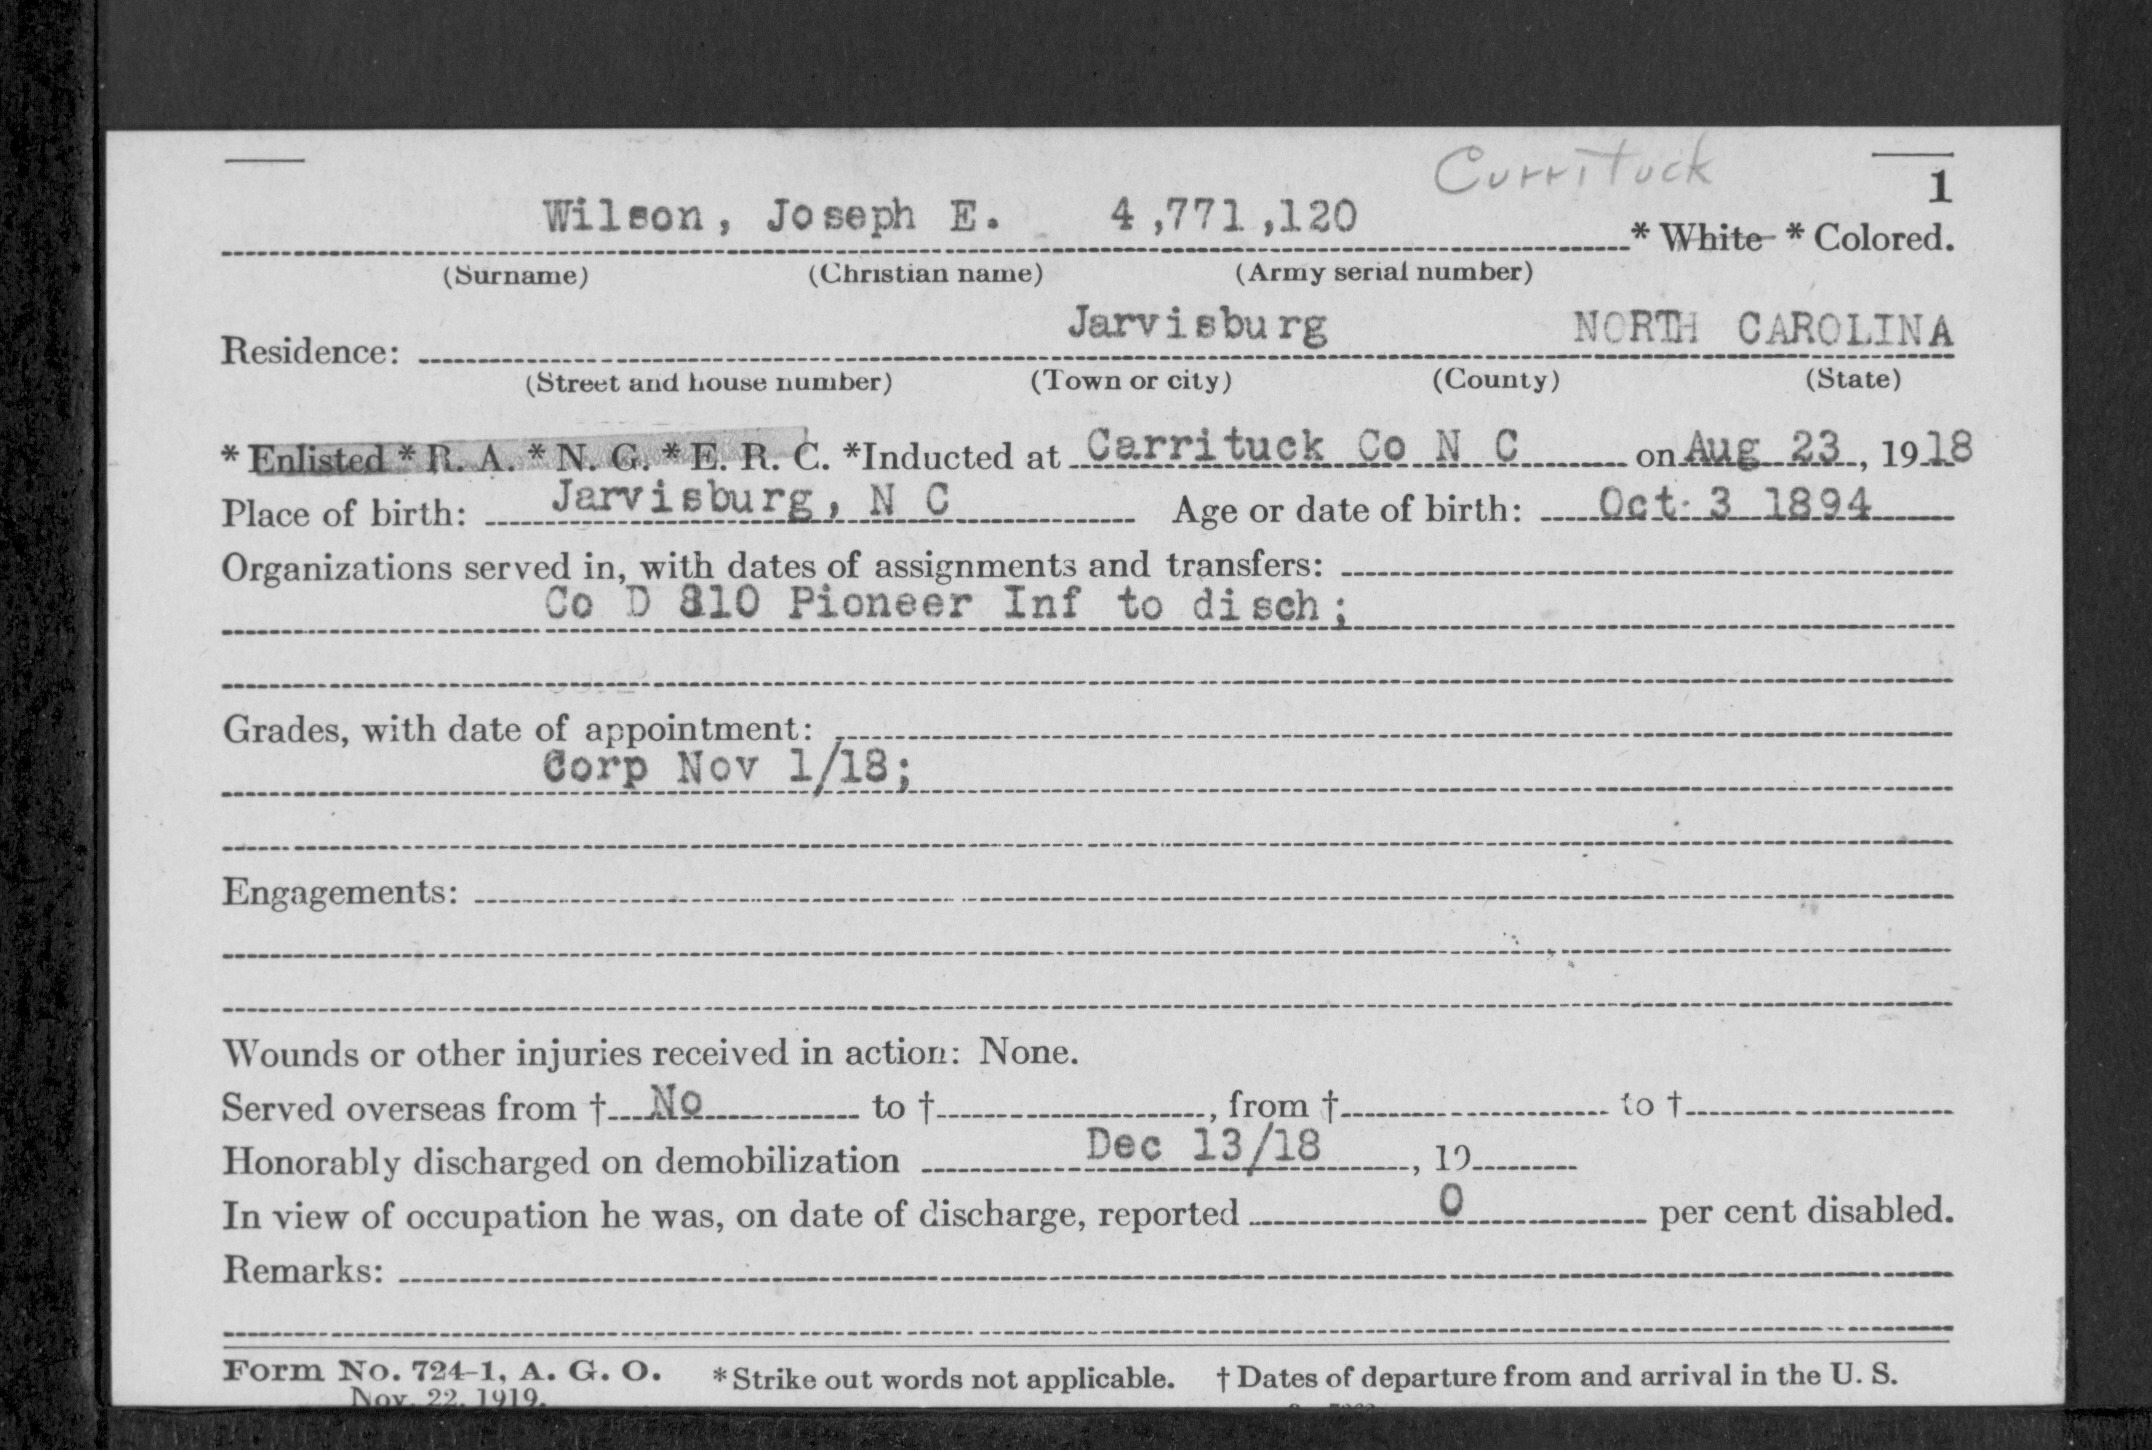 Currituck
1
Wilson, Joseph E. 4,771,120 * White * Colored.
(Surname) (Christian name) (Army serial number)
Jarvisburg NORTH CAROLINA
Residence:
(Street and house number) (Town or city) (County) (State)
* Enlisted * R. A. * N. G. * E. R. C. *Inducted at Carrituck Co N C on Aug 23, 1918
Place of birth: Jarvisburg, N C Age or date of birth: Oct 3 1894
Organizations served in, with dates of assignments and transfers:
Co D 810 Pioneer Inf to disch;
Grades, with date of appointment:
Corp Nov 1/18;
Engagements:
Wounds or other injuries received in action: None.
Served overseas from † No to †, from † to †
Honorably discharged on demobilization Dec 13/18, 19
In view of occupation he was, on date of discharge, reported 0 per cent disabled.
Remarks:
Form No. 724-1, A. G. O. * Strike out words not applicable. † Dates of departure from and arrival in the U. S.
Nov. 22, 1919.